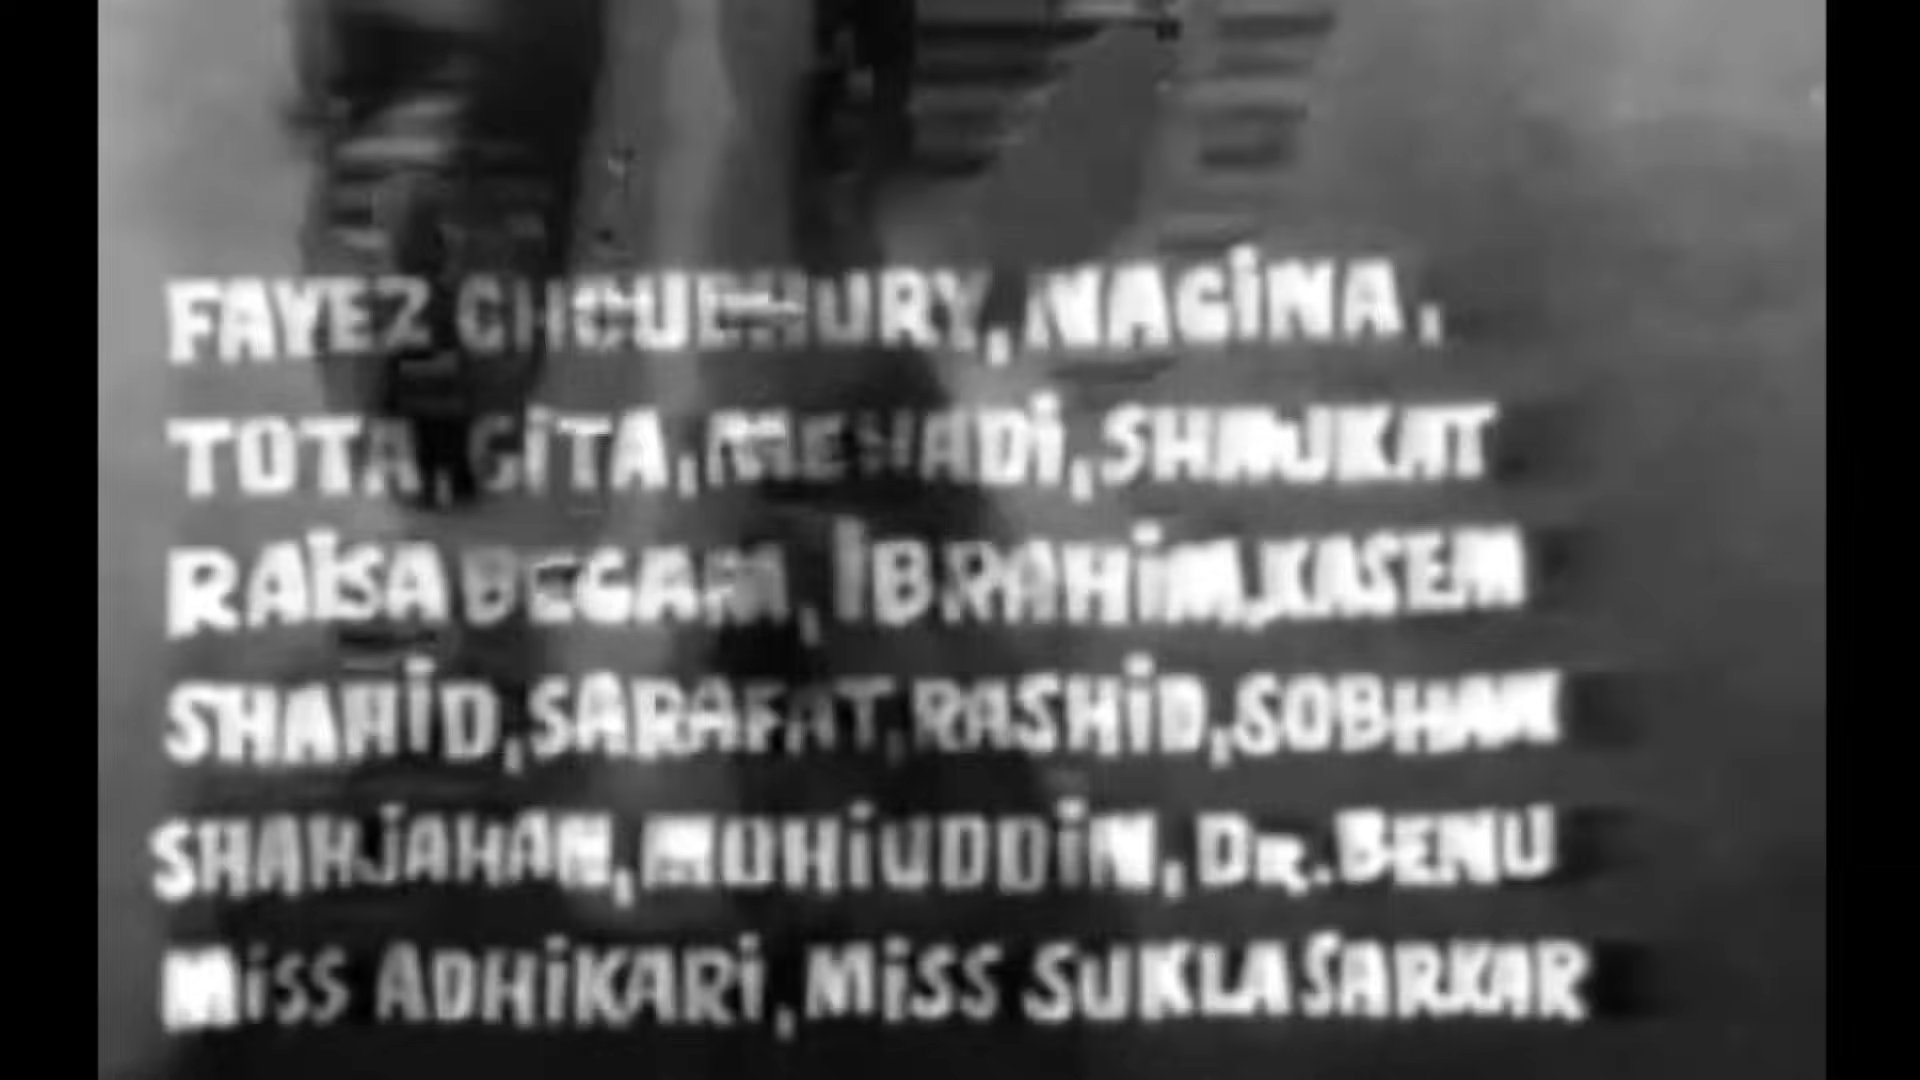 FAYEZ CHOUDHURY, NAGINA,
TOTA, GITA, MEHADI, SHAUKAT
RAISA BEGAM, IBRAHIM, KASEM
SHAHID, SARAFAT, RASHID, SOBHAN
SHAHJAHAN, MOHIUDDIN, DR. BENU
MISS ADHIKARI, MISS SUKLA SARKAR